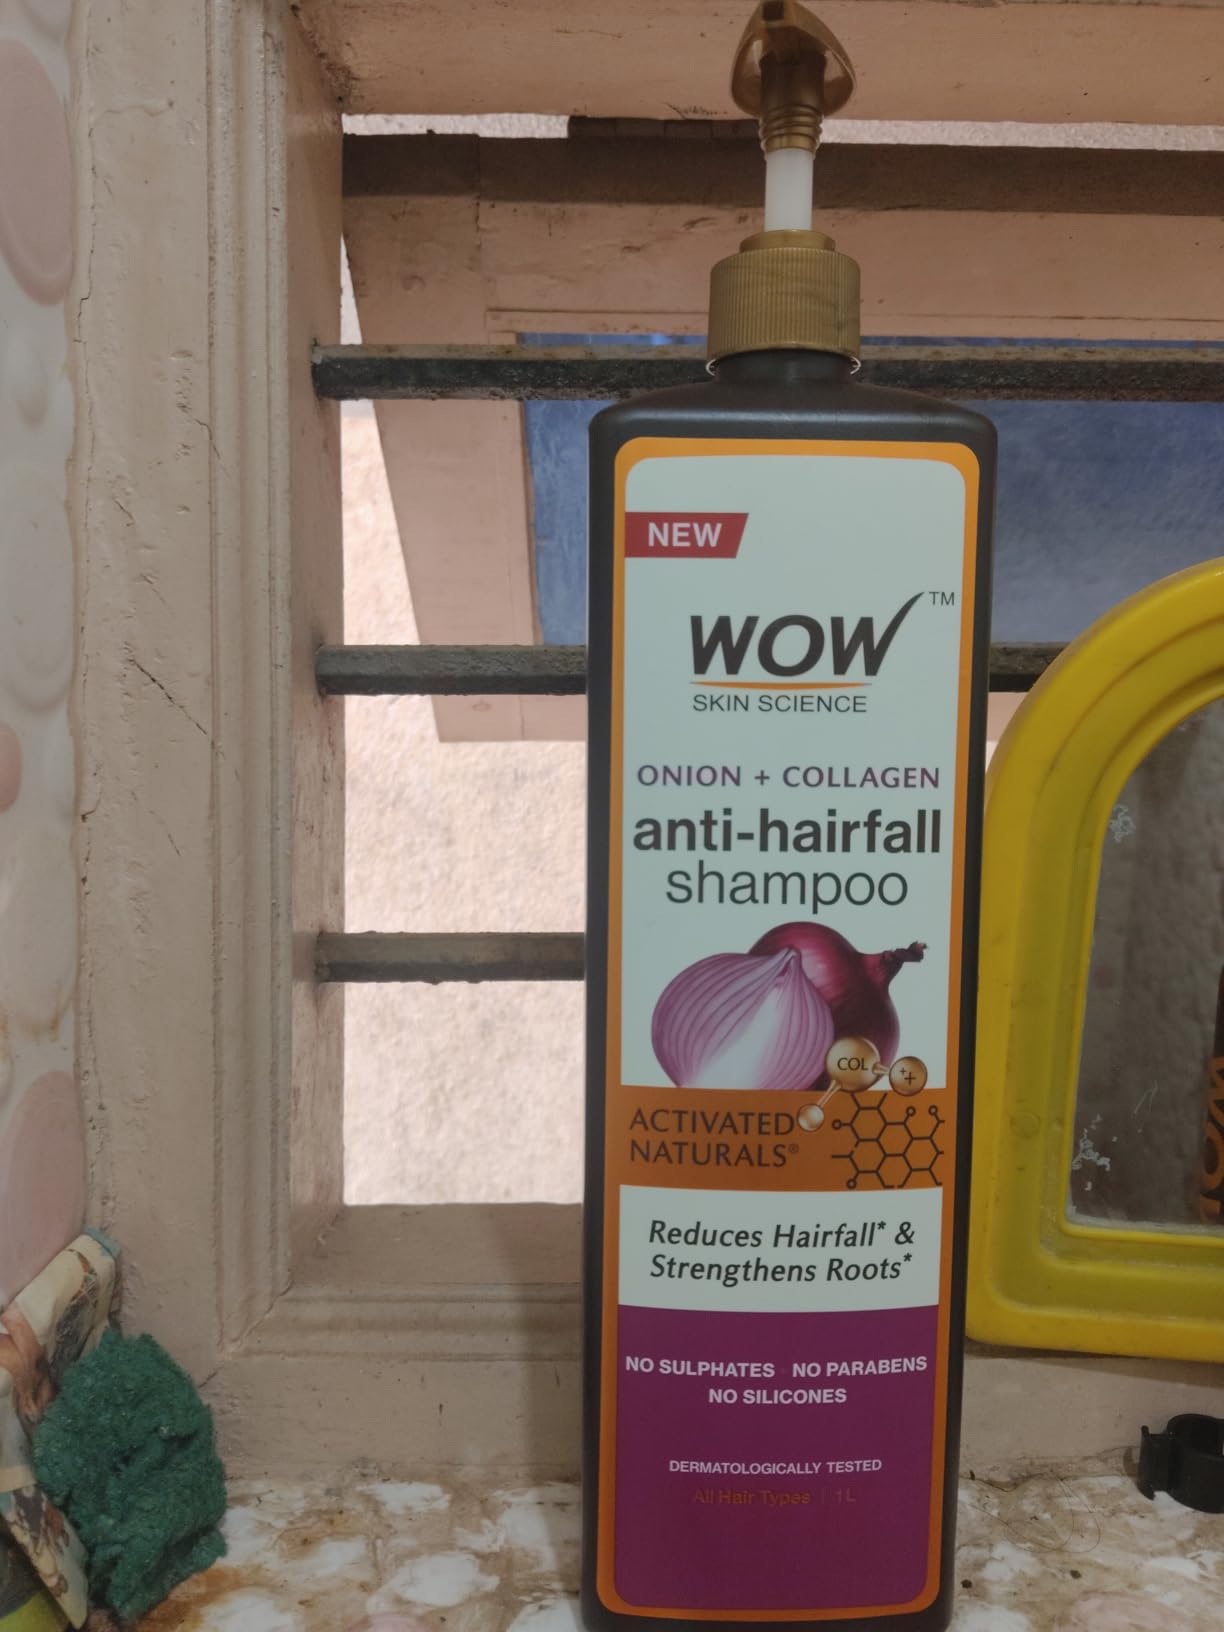 NEW
WOW™
SKIN SCIENCE
ONION + COLLAGEN
anti-hairfall
shampoo
COL
++
ACTIVATED
NATURALS®
Reduces Hairfall* &
Strengthens Roots*
NO SULPHATES NO PARABENS
NO SILICONES
DERMATOLOGICALLY TESTED
All Hair Types | 1L